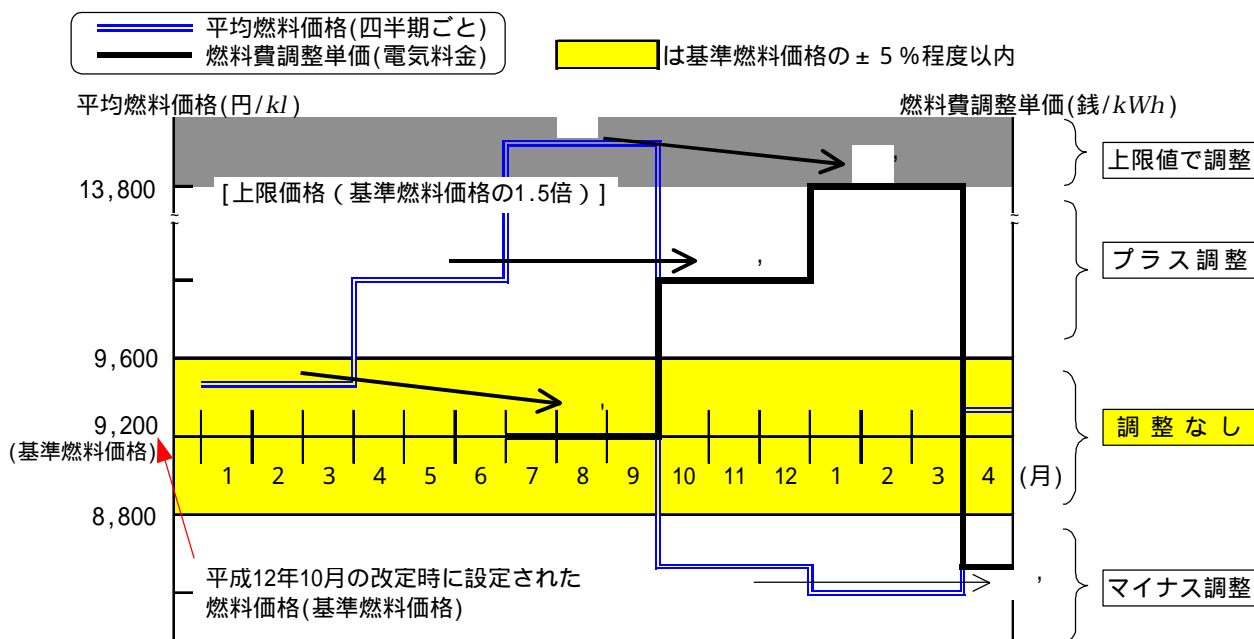 平均燃料価格(四半期ごと)
燃料費調整単価(電気料金)
は基準燃料価格の±5%程度以内
平均燃料価格(円/kl)
燃料費調整単価(銭/kWh)
上限値で調整
13,800
[上限価格(基準燃料価格の1.5倍)]
プラス調整
9,600
9,200
(基準燃料価格)
調整なし
1 2 3 4 5 6 7 8 9 10 11 12 1 2 3 4 (月)
8,800
平成12年10月の改定時に設定された
燃料価格(基準燃料価格)
マイナス調整